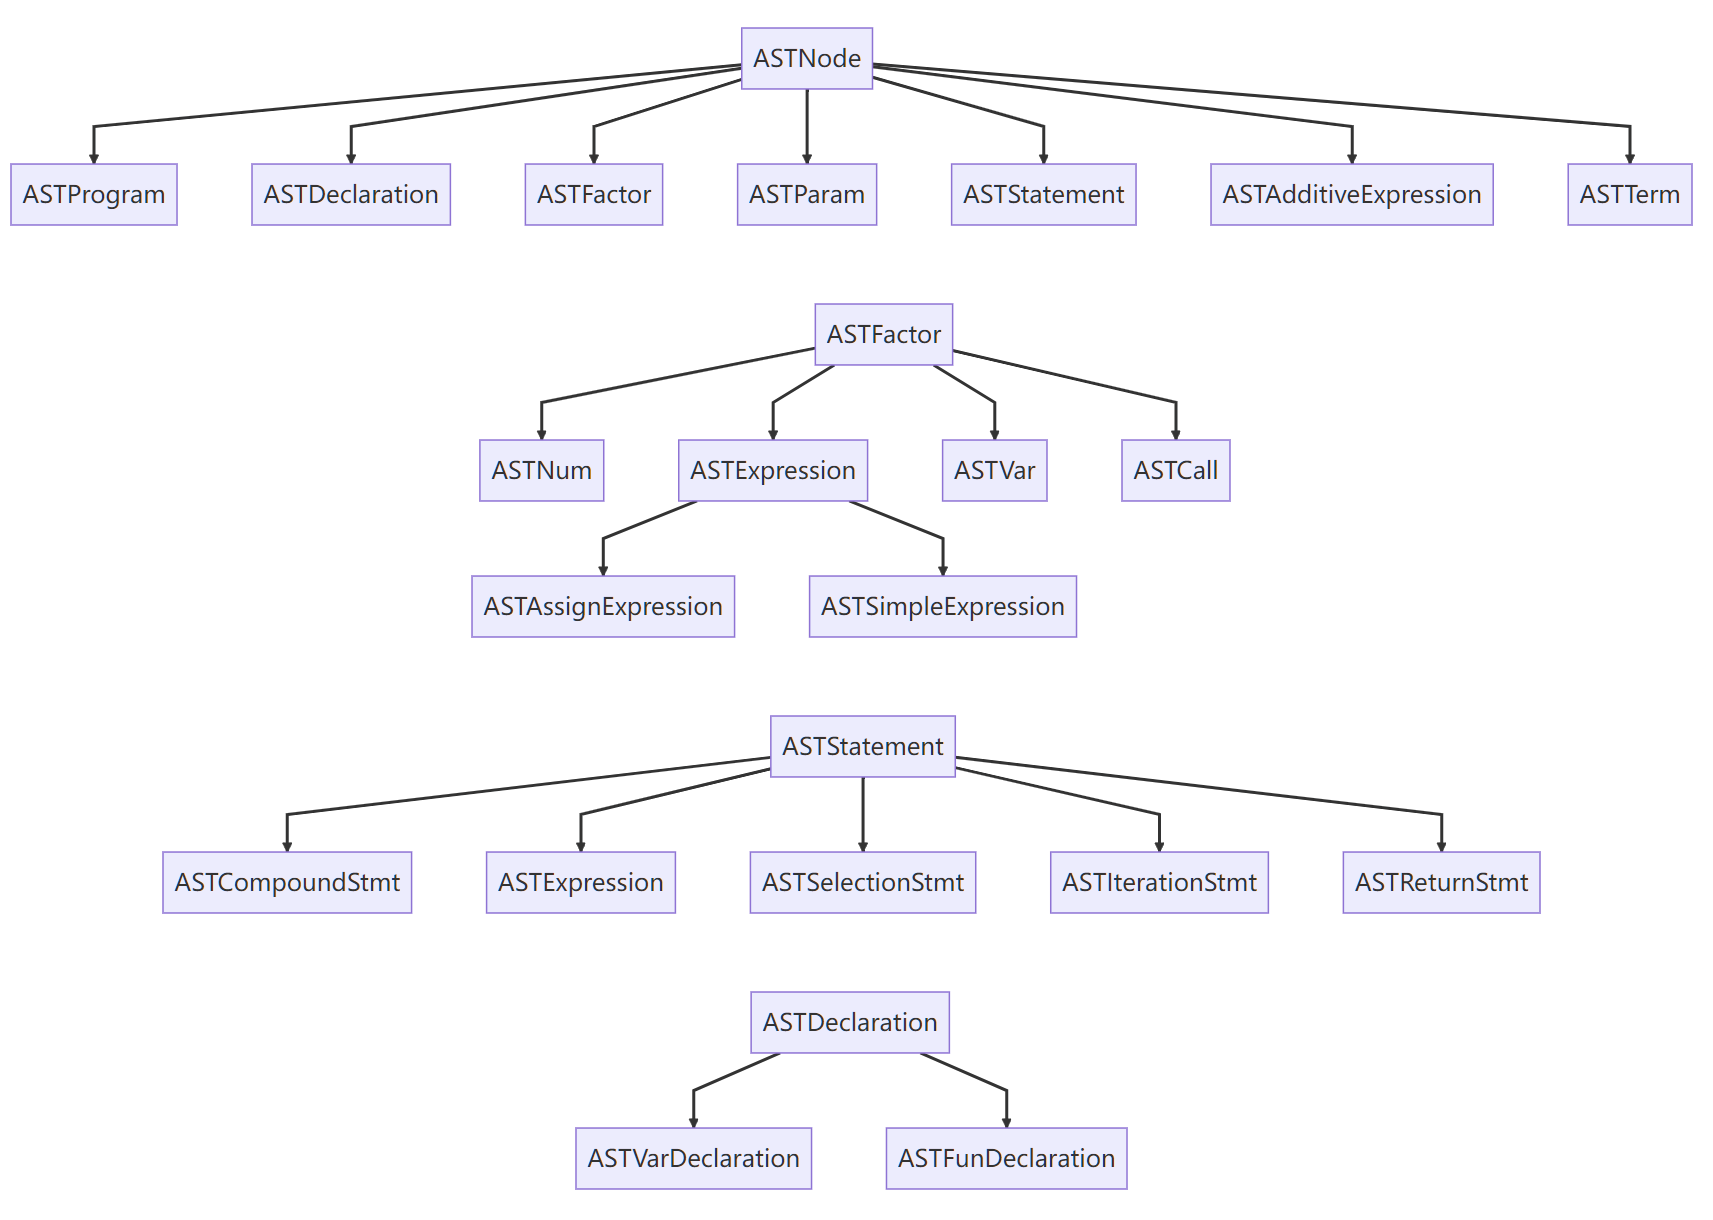 ASTNode
ASTProgram
ASTDeclaration
ASTFactor
ASTParam
ASTStatement
ASTAdditiveExpression
ASTTerm
ASTFactor
ASTNum
ASTExpression
ASTVar
ASTCall
ASTAssignExpression
ASTSimpleExpression
ASTStatement
ASTCompoundStmt
ASTExpression
ASTSelectionStmt
ASTIterationStmt
ASTReturnStmt
ASTDeclaration
ASTVarDeclaration
ASTFunDeclaration